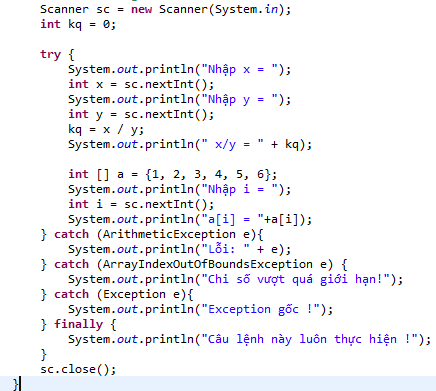 Scanner sc = new Scanner(System.in);
int kq = 0;
try {
System.out.println("Nhập x = ");
int x = sc.nextInt();
System.out.println("Nhập y = ");
int y = sc.nextInt();
kq = x / y;
System.out.println(" x/y = " + kq);
int [] a = {1, 2, 3, 4, 5, 6};
System.out.println("Nhập i = ");
int i = sc.nextInt();
System.out.println("a[i] = "+a[i]);
} catch (ArithmeticException e){
System.out.println("Lỗi: " + e);
} catch (ArrayIndexOutOfBoundsException e) {
System.out.println("Chỉ số vượt quá giới hạn!");
} catch (Exception e){
System.out.println("Exception gốc !");
} finally {
System.out.println("Câu lệnh này luôn thực hiện !");
}
sc.close();
}